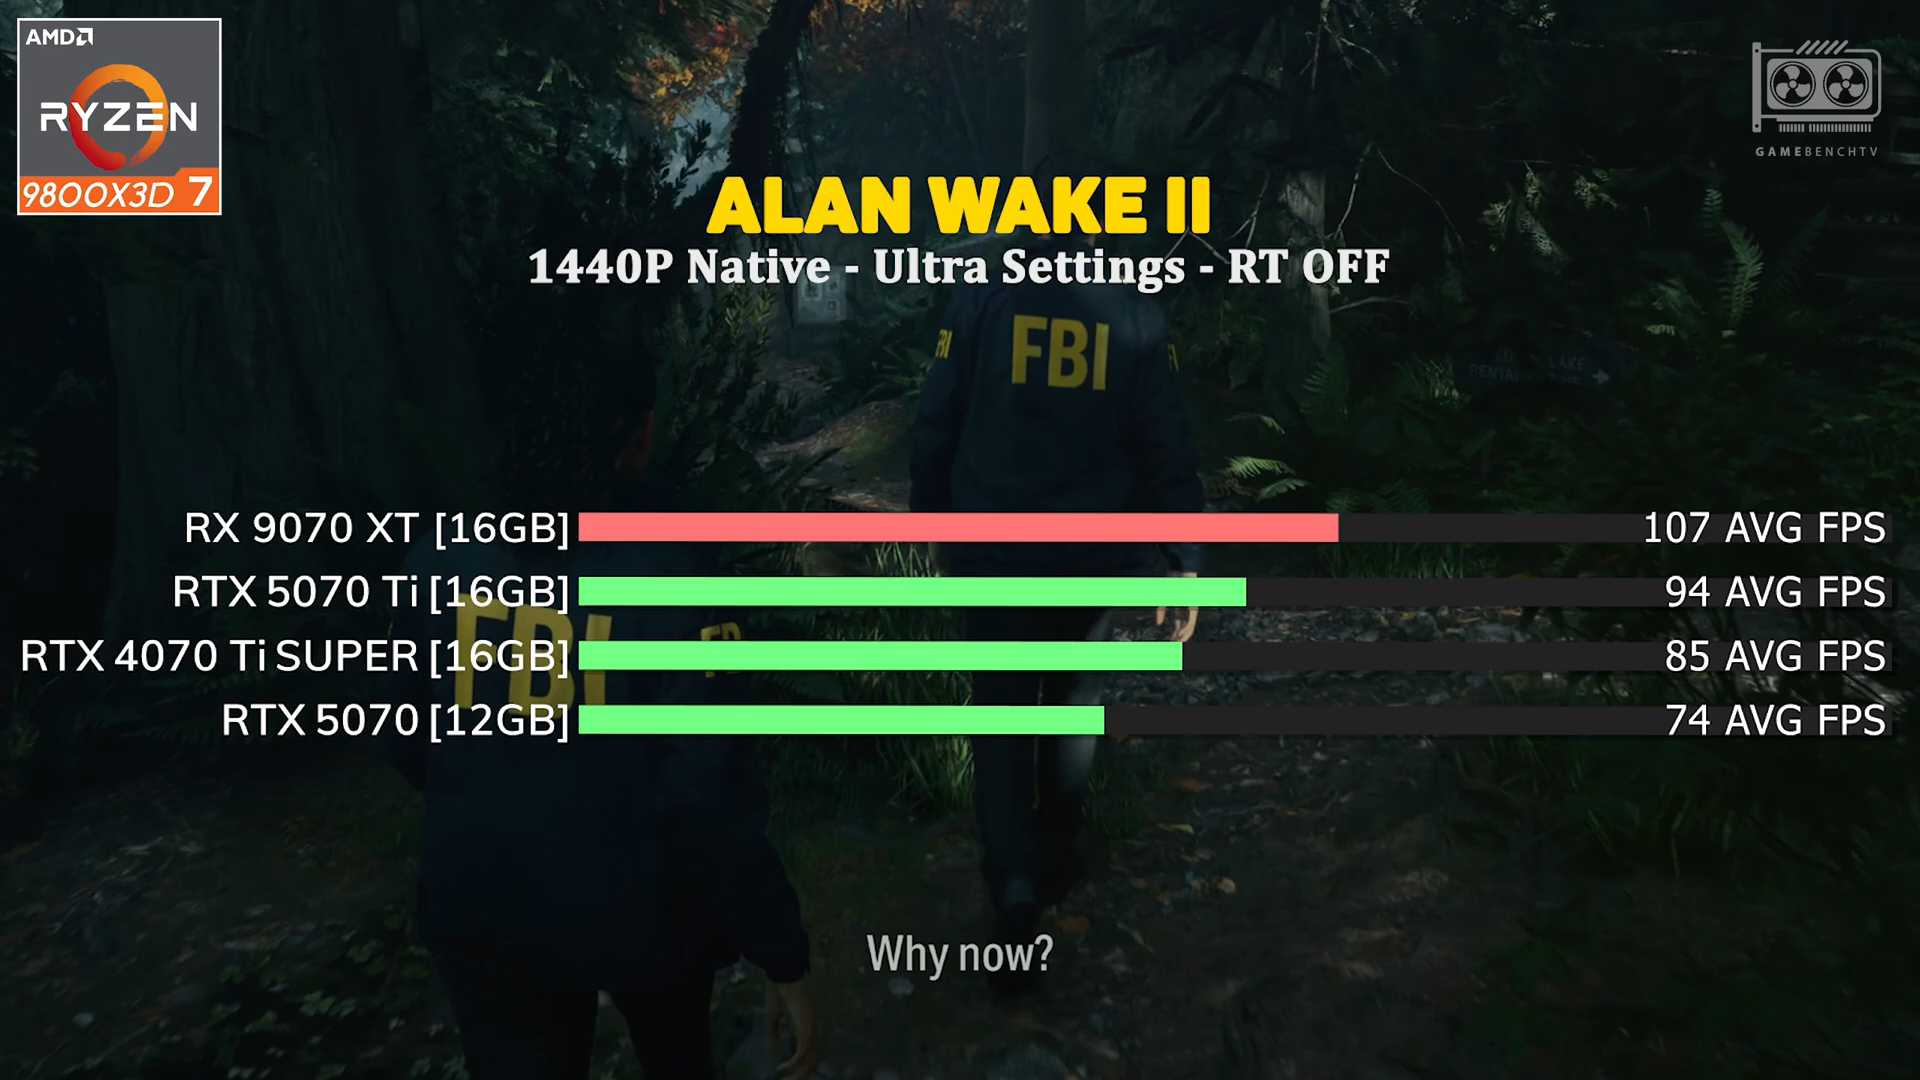 AMD
RYZEN
9800X3D 7
GAMEBENCHTV
ALAN WAKE II
1440P Native - Ultra Settings - RT OFF
FBI
RX 9070 XT [16GB] 107 AVG FPS
RTX 5070 Ti [16GB] 94 AVG FPS
RTX 4070 Ti SUPER [16GB] 85 AVG FPS
RTX 5070 [12GB] 74 AVG FPS
FBI
Why now?